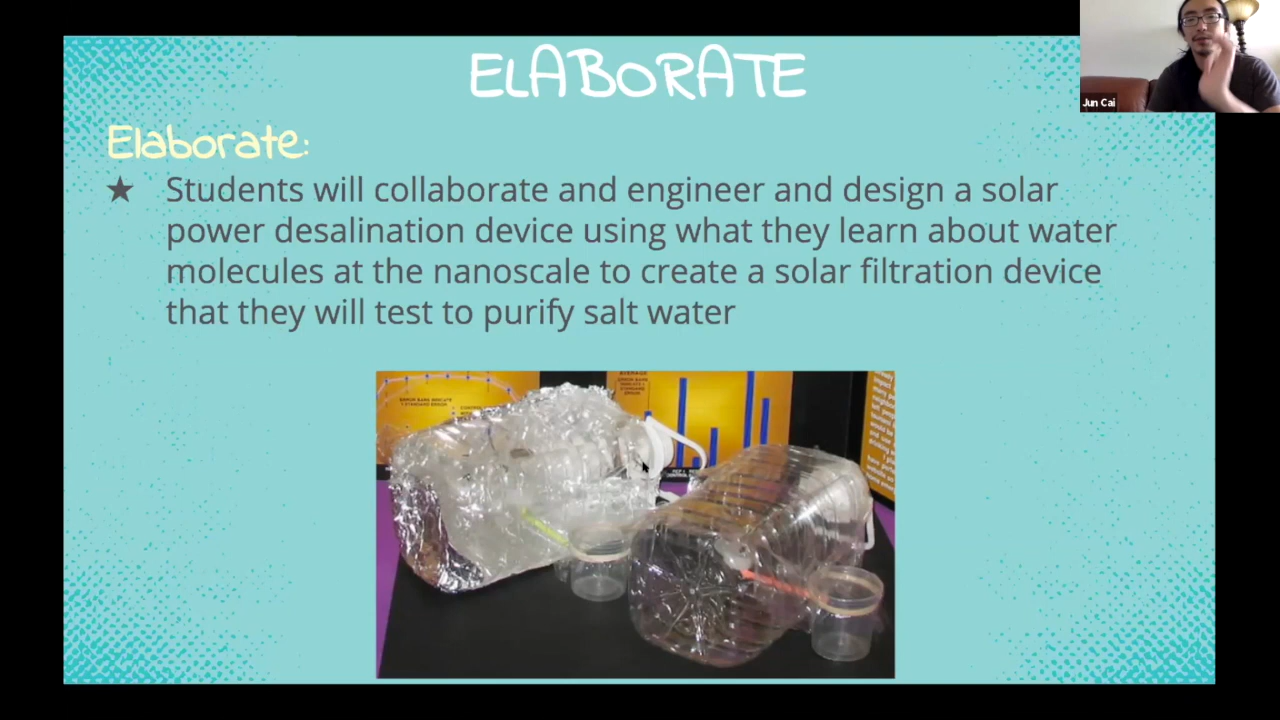 ELABORATE
Jun Cai
Elaborate:
★ Students will collaborate and engineer and design a solar
power desalination device using what they learn about water
molecules at the nanoscale to create a solar filtration device
that they will test to purify salt water